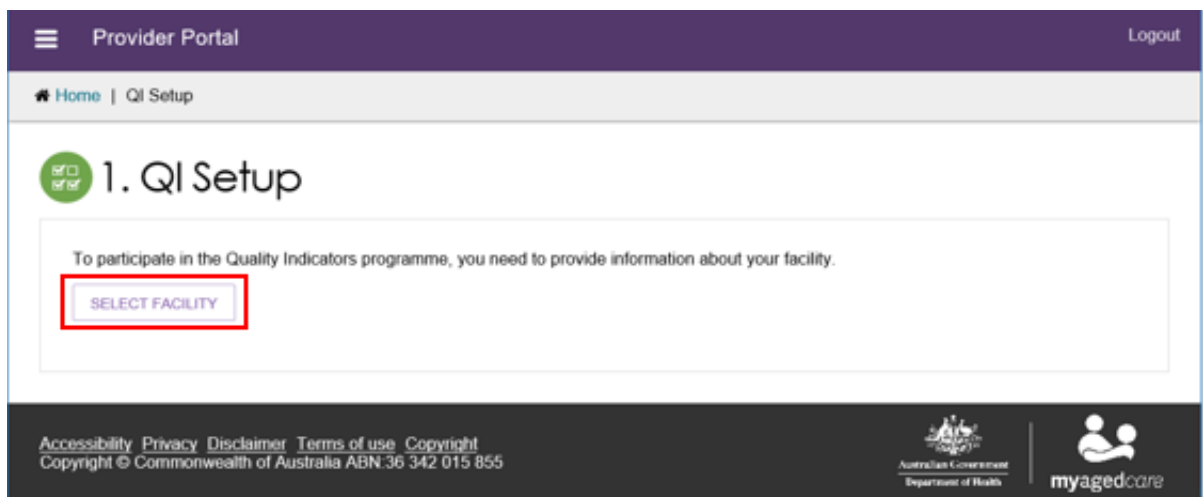 Provider Portal
Logout
Home | QI Setup
1. QI Setup
To participate in the Quality Indicators programme, you need to provide information about your facility.
SELECT FACILITY
Accessibility Privacy Disclaimer Terms of use Copyright
Copyright © Commonwealth of Australia ABN:36 342 015 855
Australian Government
Department of Health
myagedcare